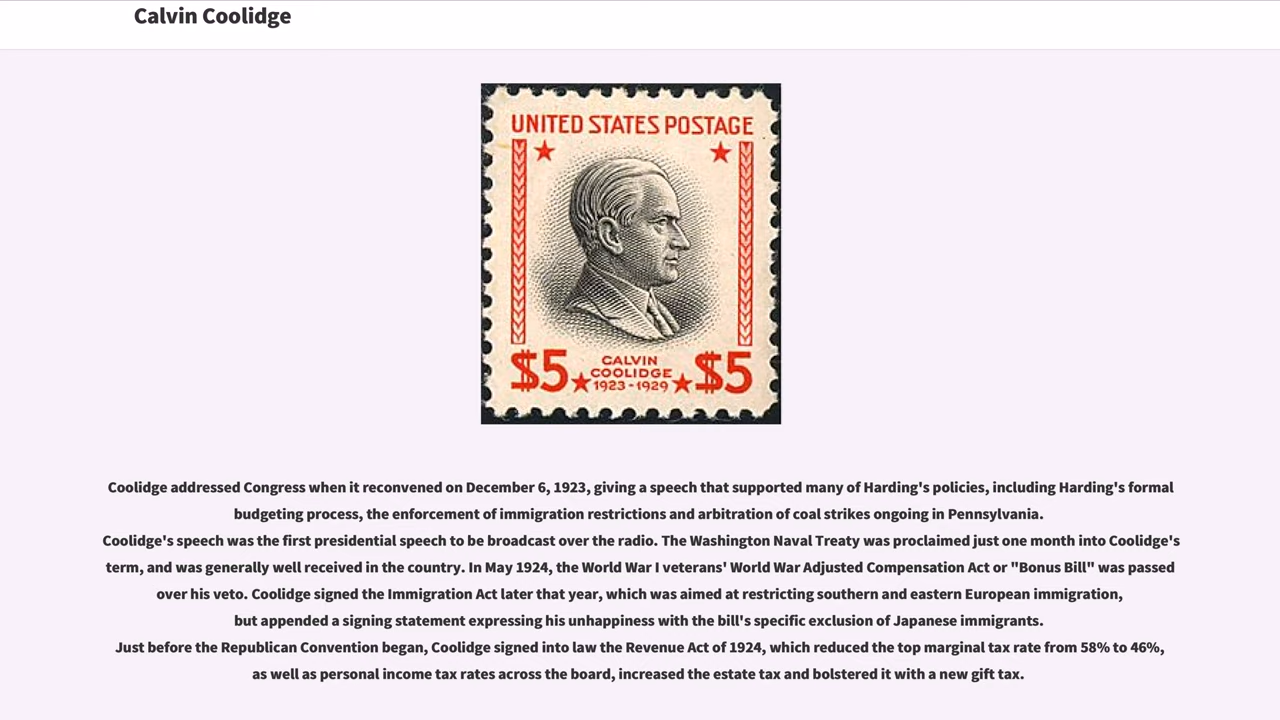 Calvin Coolidge
UNITED STATES POSTAGE
$5 CALVIN COOLIDGE 1923-1929 $5
Coolidge addressed Congress when it reconvened on December 6, 1923, giving a speech that supported many of Harding's policies, including Harding's formal
budgeting process, the enforcement of immigration restrictions and arbitration of coal strikes ongoing in Pennsylvania.
Coolidge's speech was the first presidential speech to be broadcast over the radio. The Washington Naval Treaty was proclaimed just one month into Coolidge's
term, and was generally well received in the country. In May 1924, the World War I veterans' World War Adjusted Compensation Act or "Bonus Bill" was passed
over his veto. Coolidge signed the Immigration Act later that year, which was aimed at restricting southern and eastern European immigration,
but appended a signing statement expressing his unhappiness with the bill's specific exclusion of Japanese immigrants.
Just before the Republican Convention began, Coolidge signed into law the Revenue Act of 1924, which reduced the top marginal tax rate from 58% to 46%,
as well as personal income tax rates across the board, increased the estate tax and bolstered it with a new gift tax.